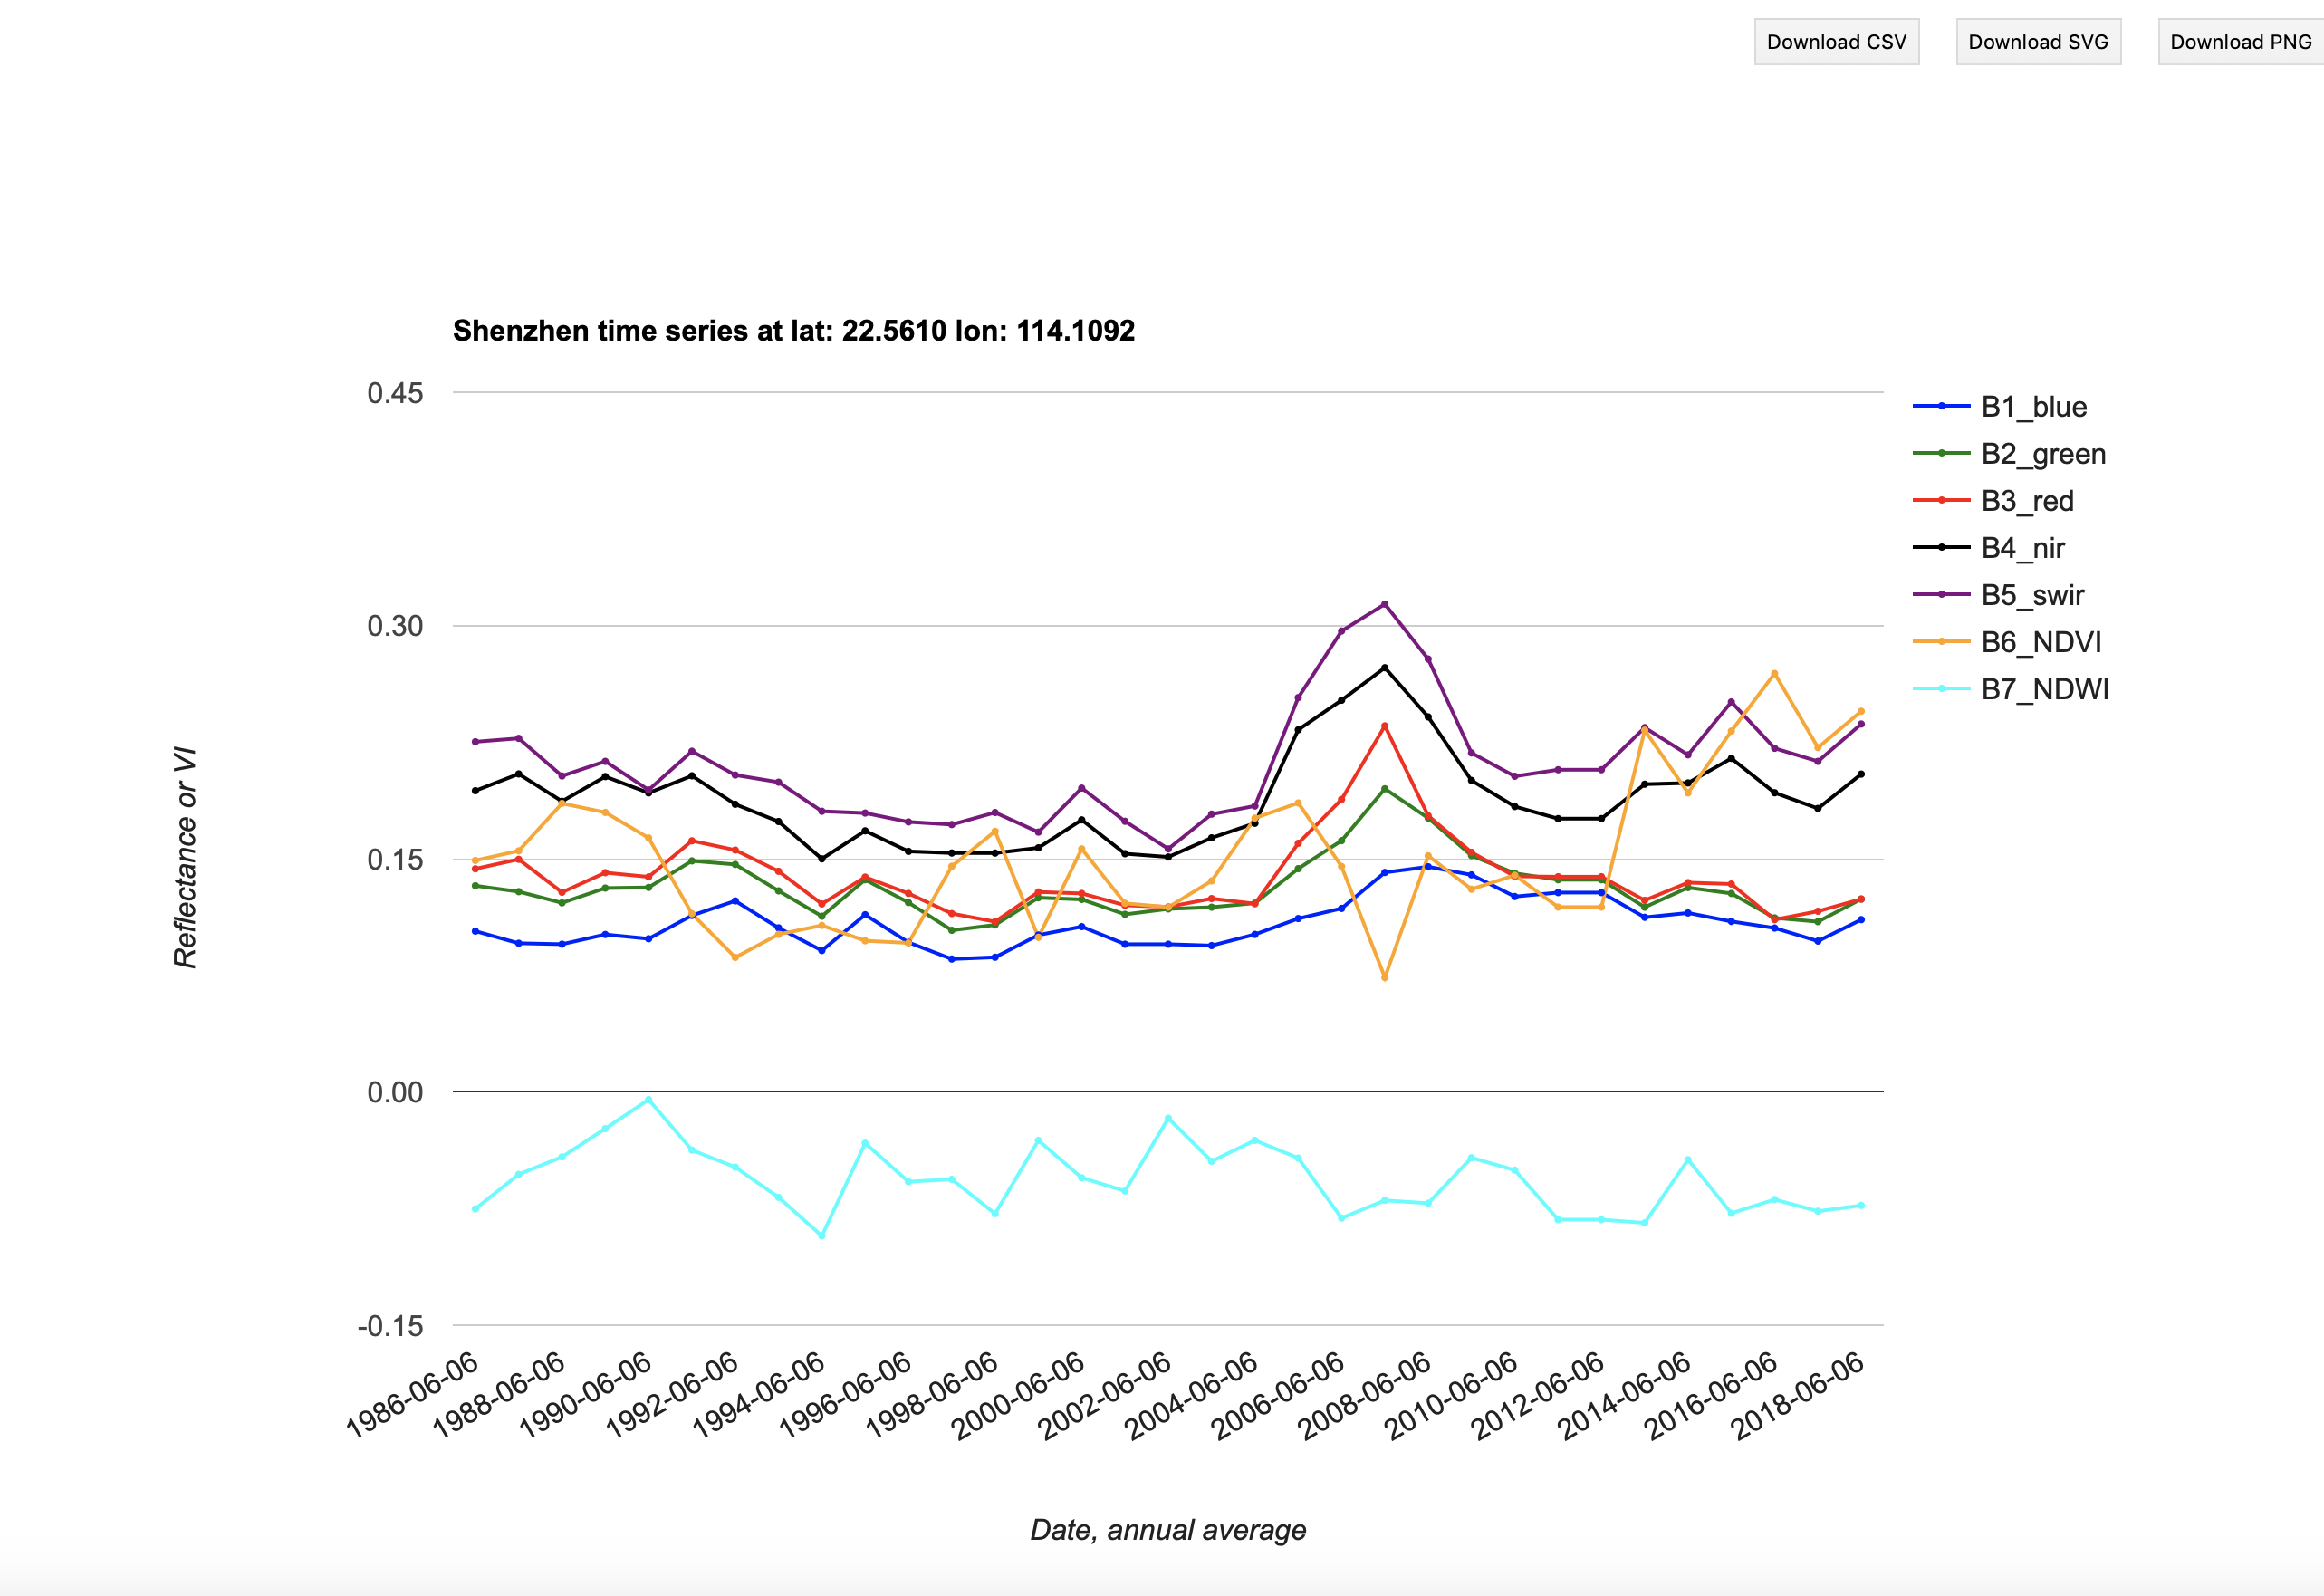 Download CSV
Download SVG
Download PNG
Shenzhen time series at lat: 22.5610 lon: 114.1092
0.45
0.30
0.15
0.00
-0.15
Reflectance or VI
B1_blue
B2_green
B3_red
B4_nir
B5_swir
B6_NDVI
B7_NDWI
1986-06-06
1988-06-06
1990-06-06
1992-06-06
1994-06-06
1996-06-06
1998-06-06
2000-06-06
2002-06-06
2004-06-06
2006-06-06
2008-06-06
2010-06-06
2012-06-06
2014-06-06
2016-06-06
2018-06-06
Date, annual average